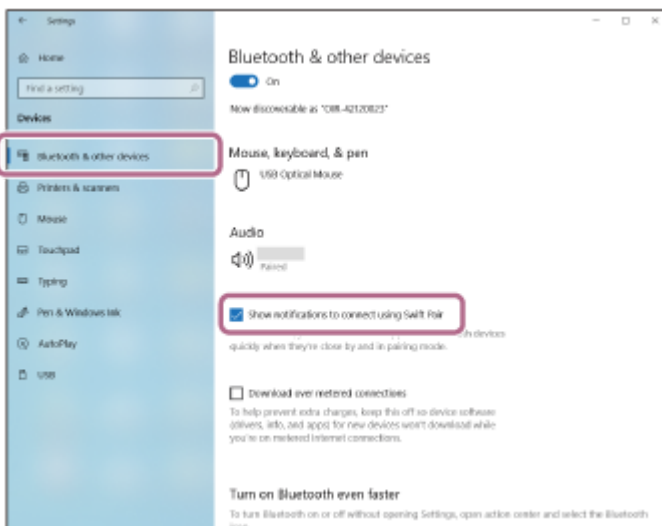 Settings
Home
Find a setting
Devices
Bluetooth & other devices
Printers & scanners
Mouse
Touchpad
Typing
Pen & Windows Ink
AutoPlay
USB
Bluetooth & other devices
On
Now discoverable as
Mouse, keyboard, & pen
USB Optical Mouse
Audio
Paired
Show notifications to connect using Swift Pair
devices
quickly when they're close by and in pairing mode.
Download over metered connections
To help prevent extra charges, keep this off so device software
(drivers, info, and apps) for new devices won't download while
you're on metered Internet connections.
Turn on Bluetooth even faster
To turn Bluetooth on or off without opening Settings, open action center and select the Bluetooth